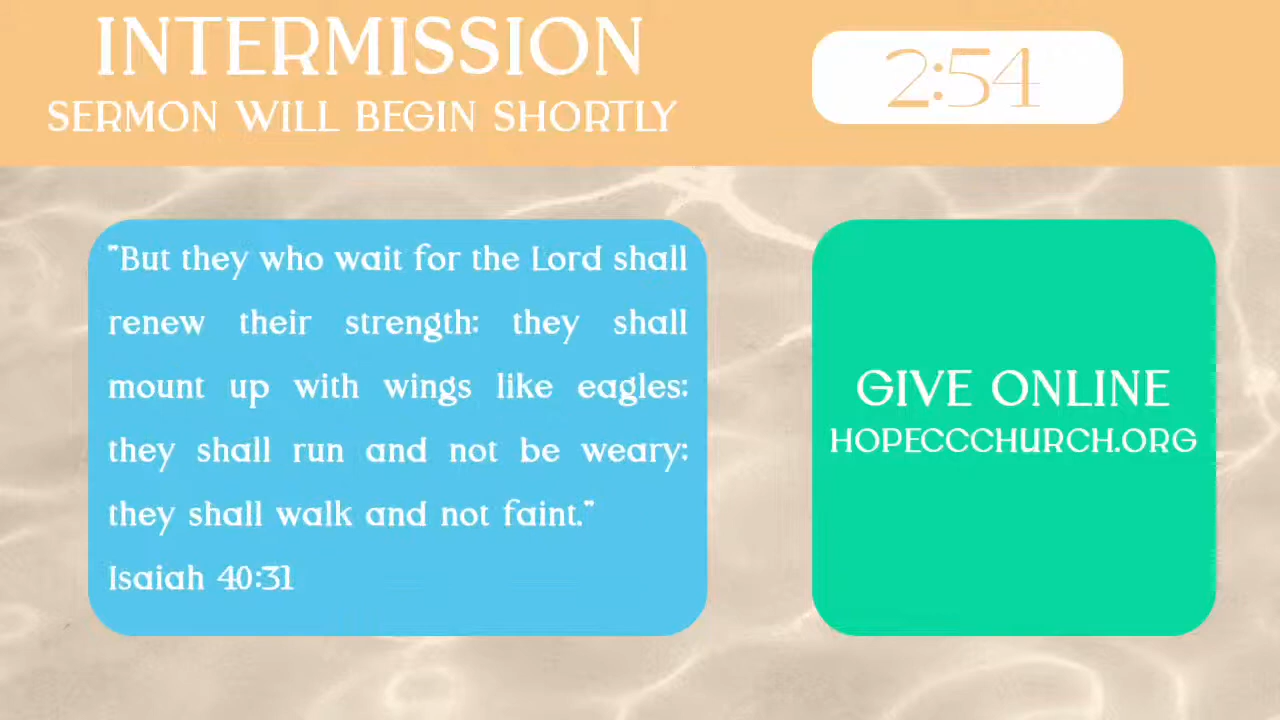 INTERMISSION
SERMON WILL BEGIN SHORTLY
2:54
"But they who wait for the Lord shall
renew their strength: they shall
mount up with wings like eagles:
they shall run and not be weary:
they shall walk and not faint."
Isaiah 40:31
GIVE ONLINE
HOPECCCHURCH.ORG